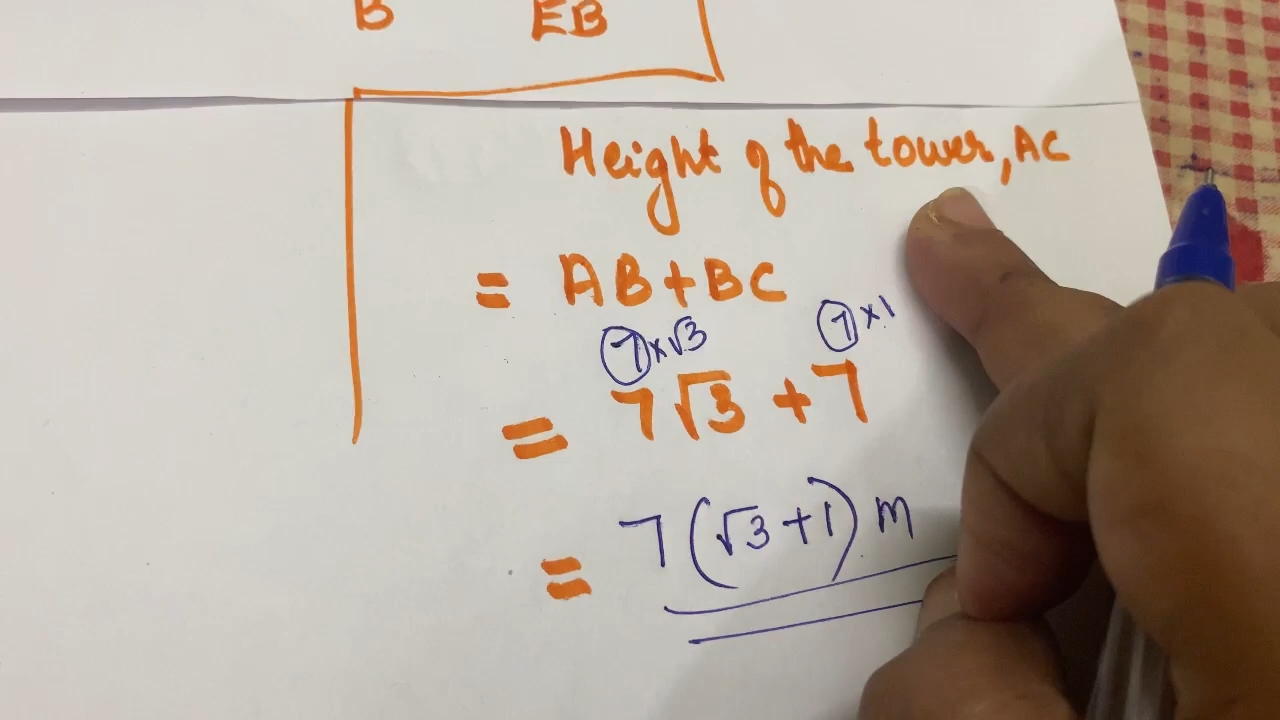 B EB
Height of the tower, AC
= AB+BC
7×√3 7×1
= 7√3 + 7
= 7(√3+1) m